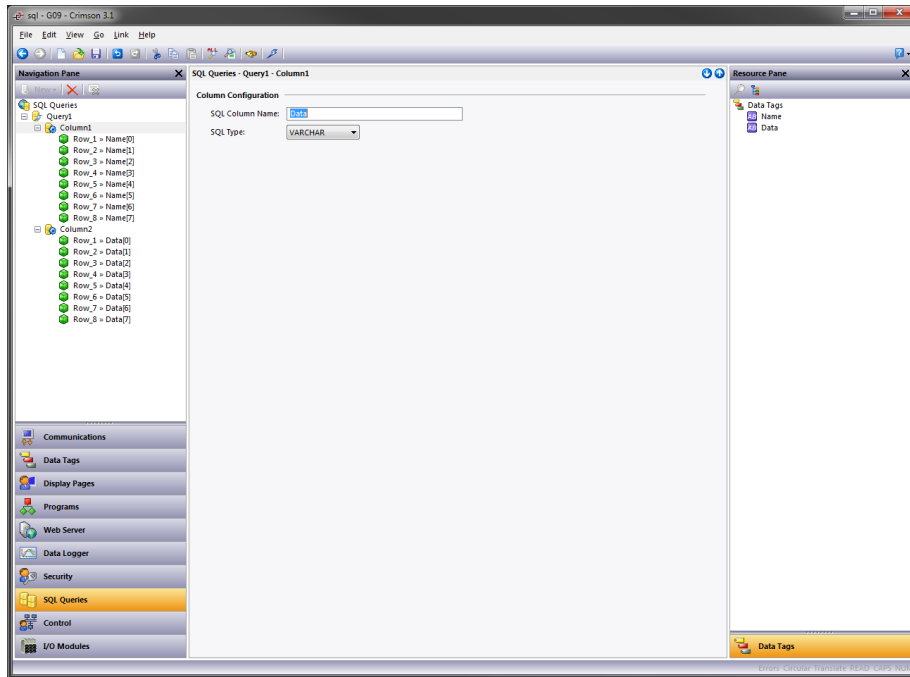 sql - G09 - Crimson 3.1
File Edit View Go Link Help
Navigation Pane
New
SQL Queries
Query1
Column1
Row_1 » Name[0]
Row_2 » Name[1]
Row_3 » Name[2]
Row_4 » Name[3]
Row_5 » Name[4]
Row_6 » Name[5]
Row_7 » Name[6]
Row_8 » Name[7]
Column2
Row_1 » Data[0]
Row_2 » Data[1]
Row_3 » Data[2]
Row_4 » Data[3]
Row_5 » Data[4]
Row_6 » Data[5]
Row_7 » Data[6]
Row_8 » Data[7]
Communications
Data Tags
Display Pages
Programs
Web Server
Data Logger
Security
SQL Queries
Control
I/O Modules
SQL Queries - Query1 - Column1
Column Configuration
SQL Column Name: Data
SQL Type: VARCHAR
Resource Pane
Data Tags
AB Name
AB Data
Data Tags
Errors Circular Translate READ CAPS NUM